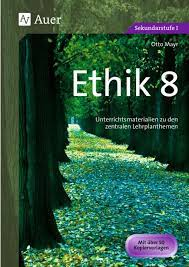 Auer
Sekundarstufe I
Otto Mayr
Ethik 8
Unterrichtsmaterialien zu den
zentralen Lehrplanthemen
Mit über 50
Kopiervorlagen